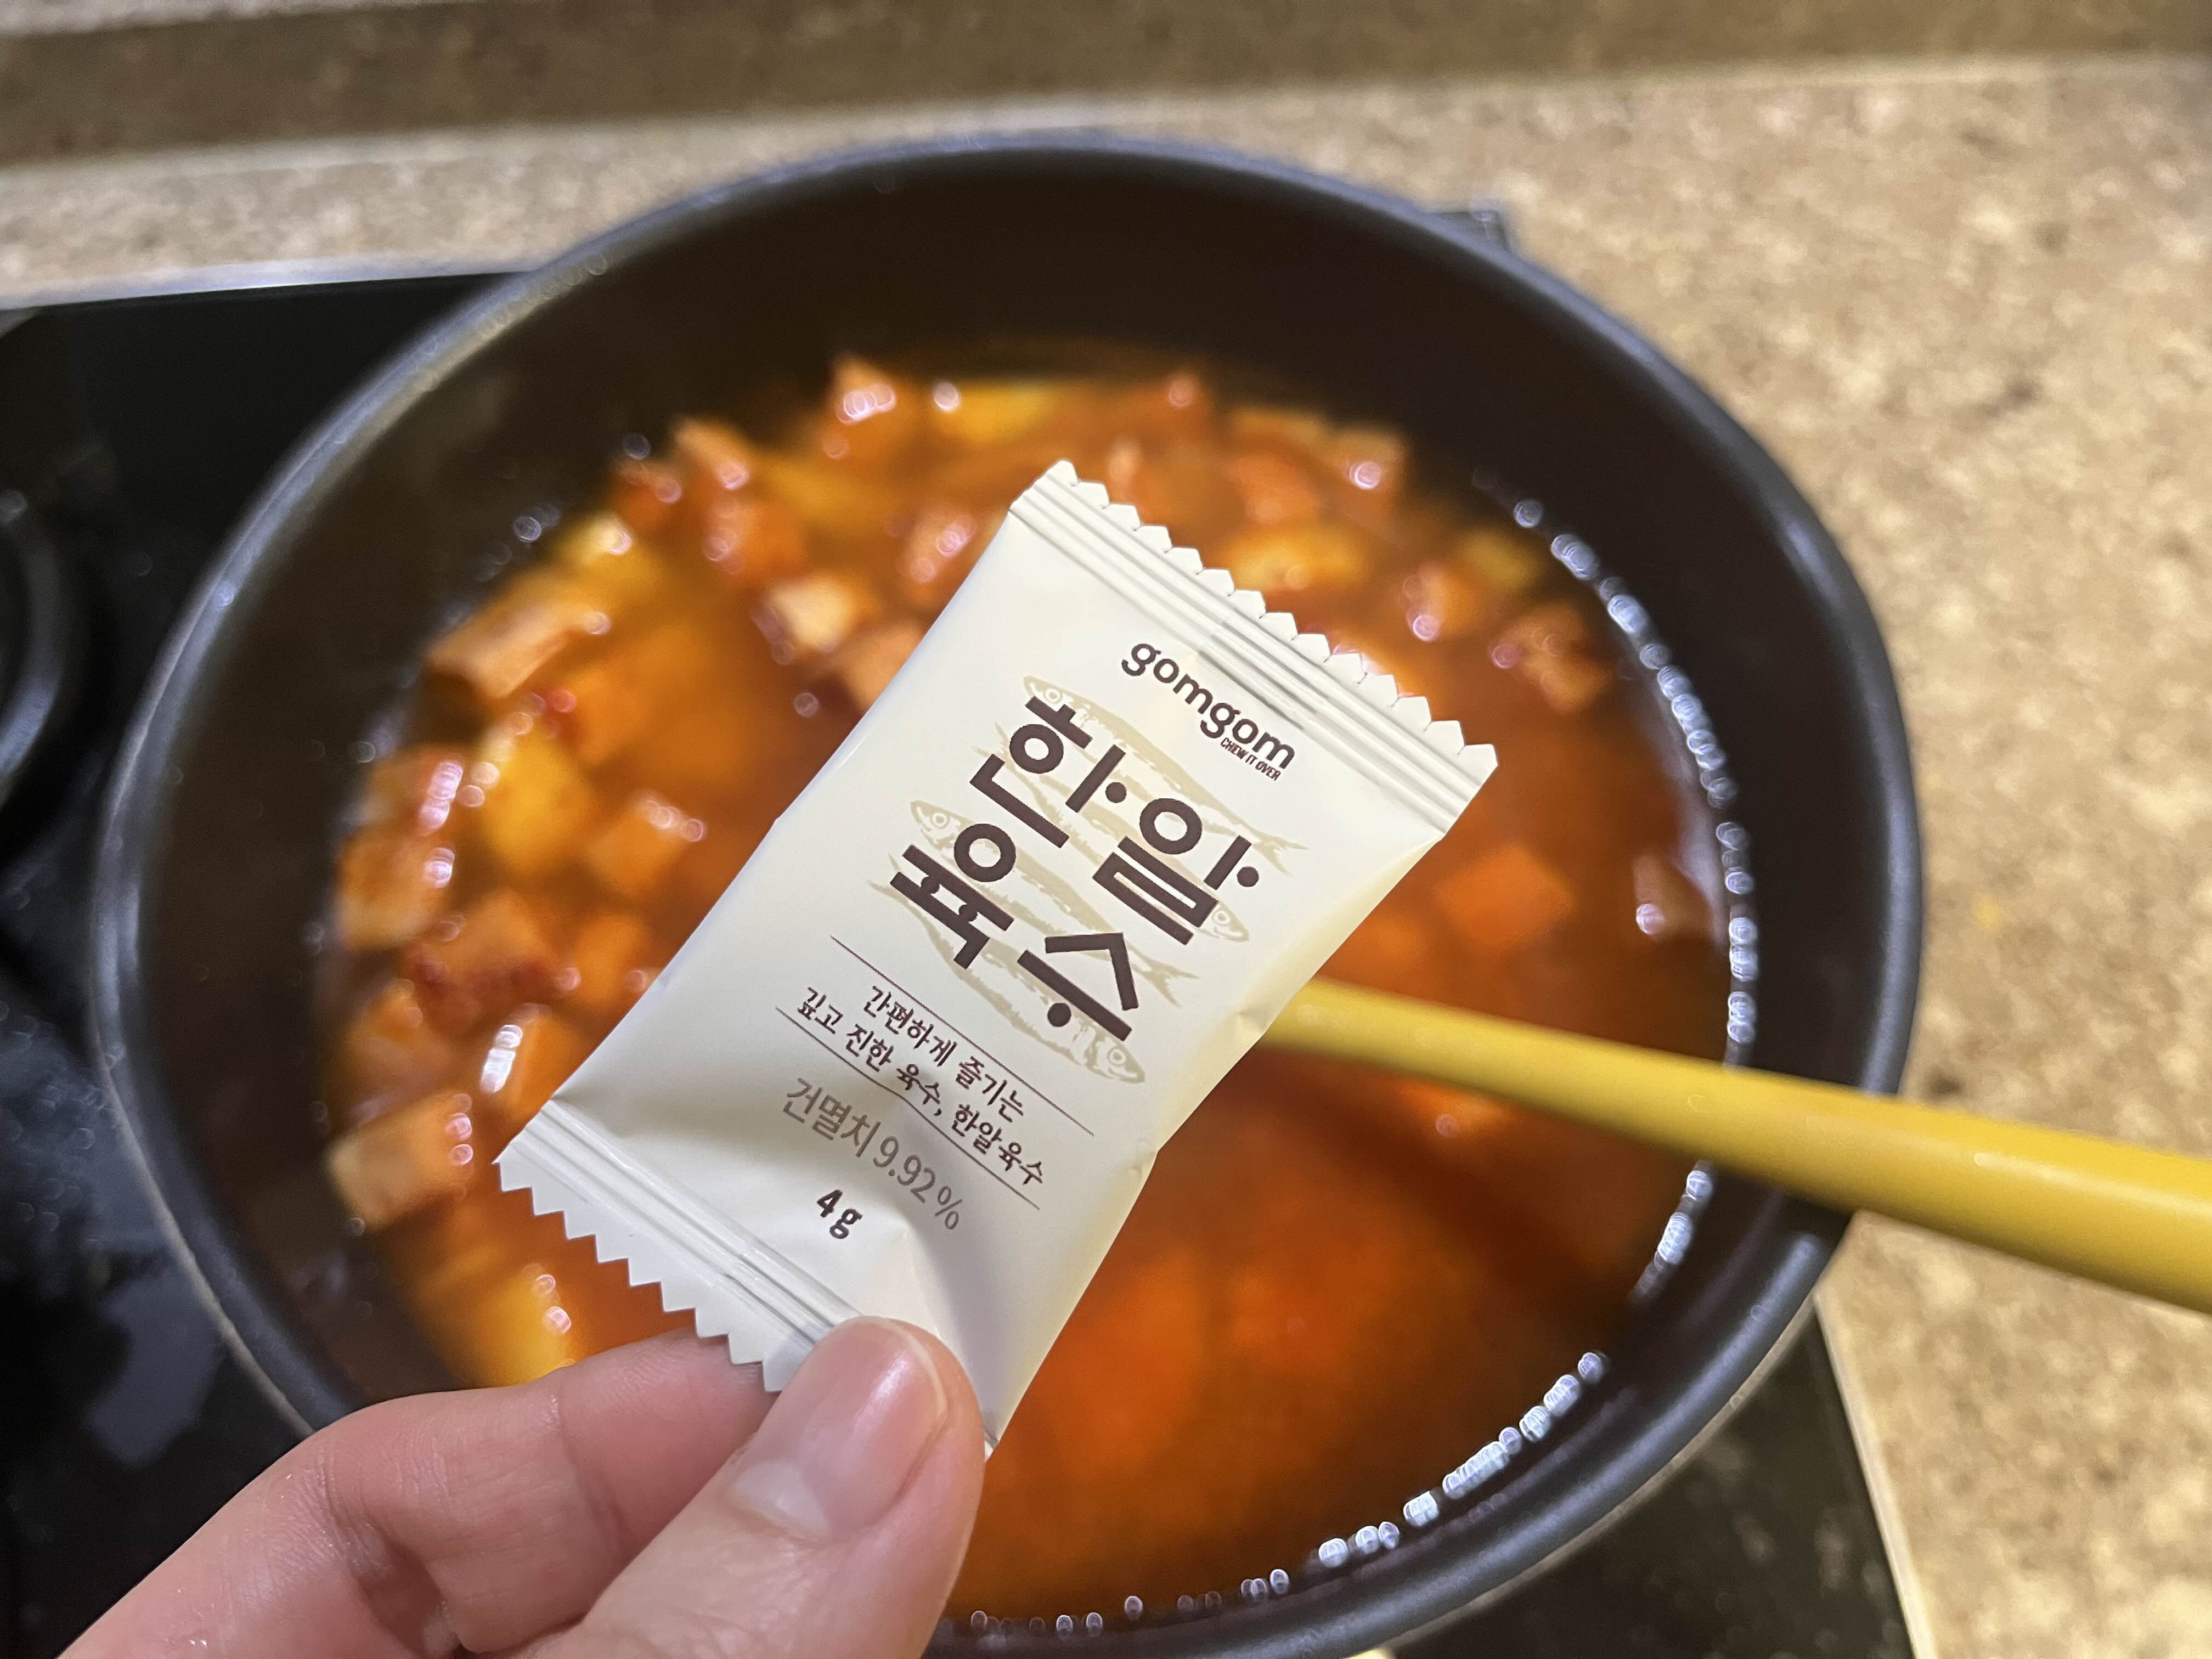 gomgom
CHEW IT OVER
한알
육수
간편하게 즐기는
깊고 진한 육수, 한알육수
건멸치 9.92%
4g